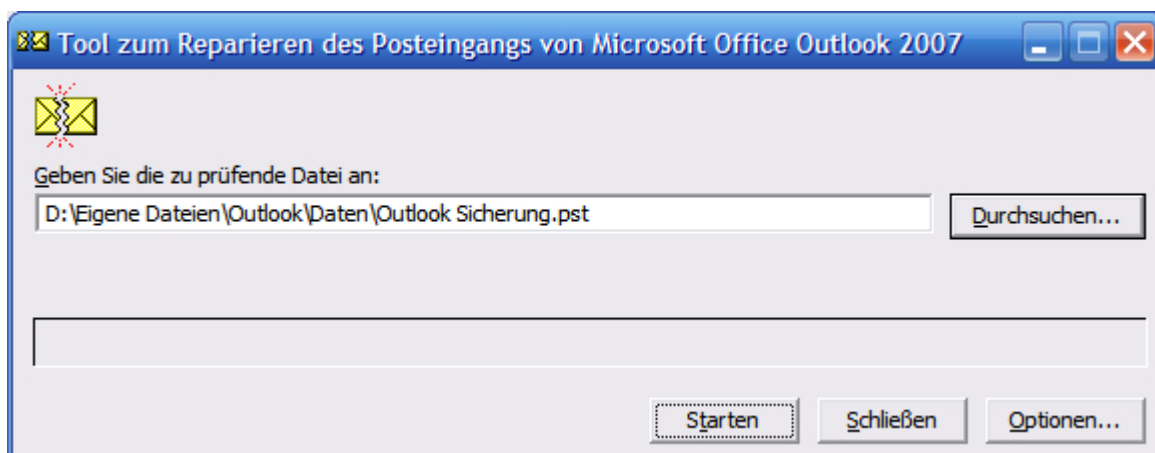 Tool zum Reparieren des Posteingangs von Microsoft Office Outlook 2007
Geben Sie die zu prüfende Datei an:
D:\Eigene Dateien\Outlook\Daten\Outlook Sicherung.pst
Durchsuchen...
Starten
Schließen
Optionen...